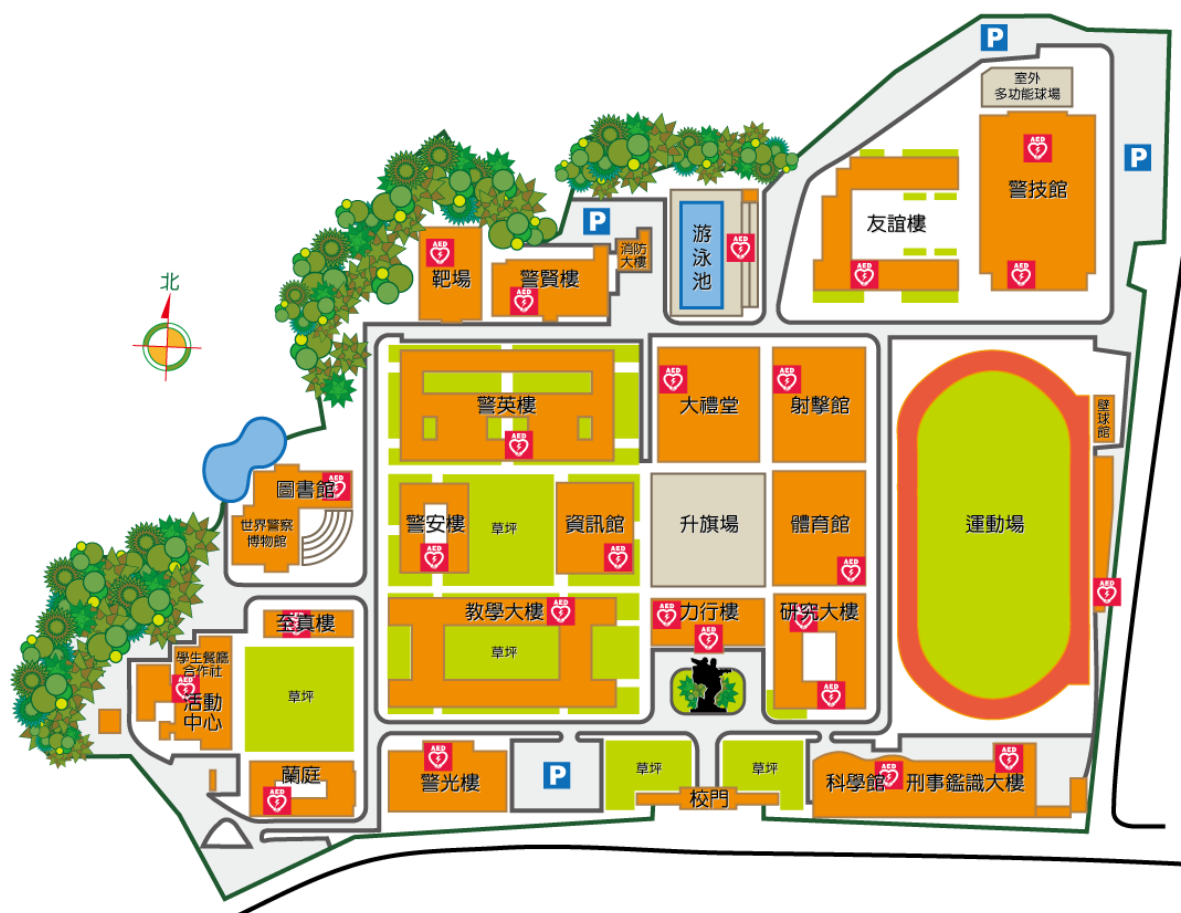 P
室外
多功能球場
AED
P
警技館
友誼樓
AED
AED
P
消防
大樓
游泳池
AED
AED
靶場
警賢樓
AED
北
警英樓
AED
AED
大禮堂
AED
射擊館
壁球館
圖書館
AED
世界警察
博物館
警安樓
AED
草坪
資訊館
AED
升旗場
體育館
AED
運動場
AED
教學大樓
AED
草坪
AED
力行樓
AED
研究大樓
AED
AED
至真樓
AED
學生餐廳
合作社
AED
活動
中心
草坪
蘭庭
AED
AED
警光樓
P
草坪
草坪
校門
科學館
AED
刑事鑑識大樓
AED